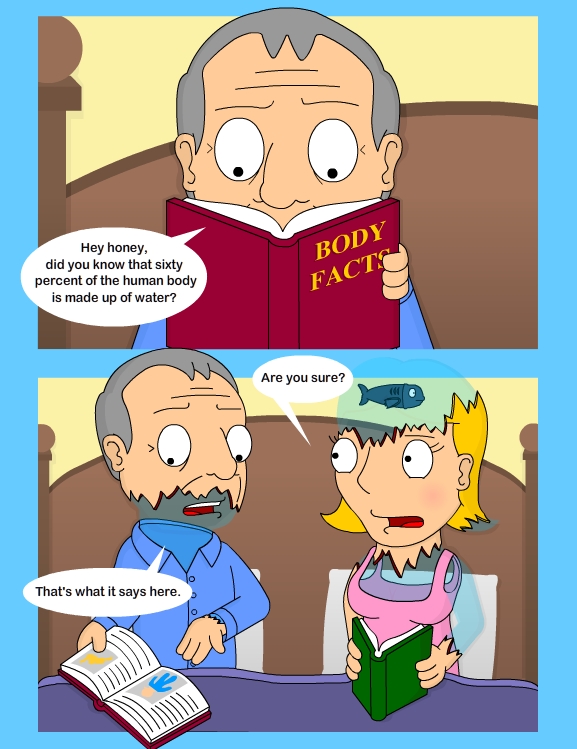 BODY
FACTS
Hey honey,
did you know that sixty
percent of the human body
is made up of water?
Are you sure?
That's what it says here.